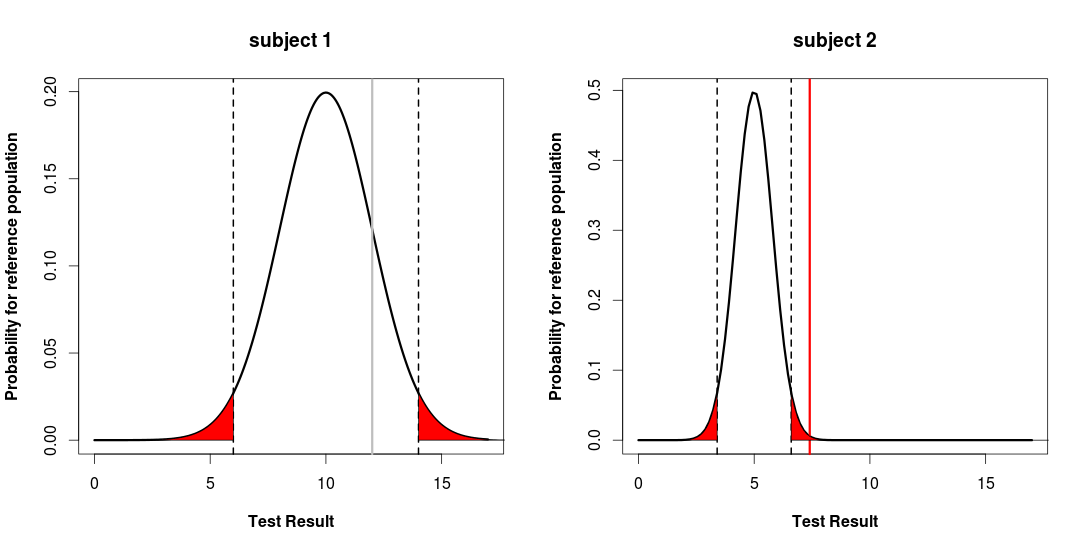 subject 1
Probability for reference population
0.20
0.15
0.10
0.05
0.00
0 5 10 15
Test Result
subject 2
Probability for reference population
0.5
0.4
0.3
0.2
0.1
0.0
0 5 10 15
Test Result